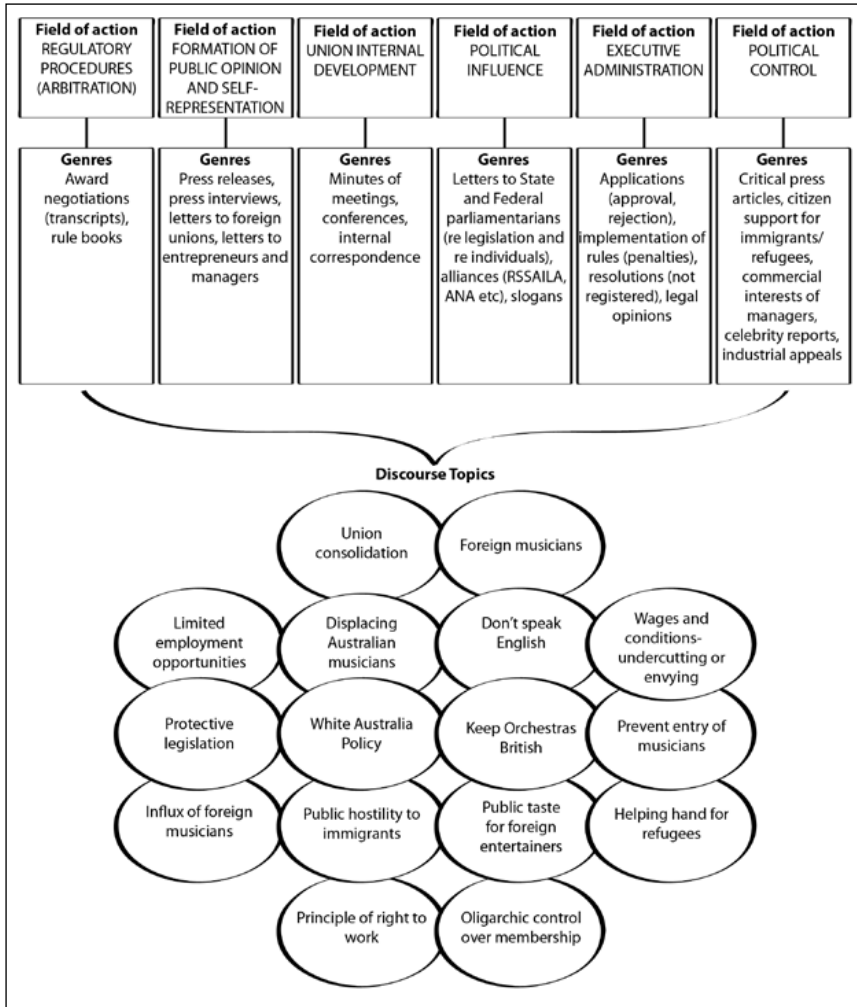 Field of action
REGULATORY
PROCEDURES
(ARBITRATION)
Field of action
FORMATION OF
PUBLIC OPINION
AND SELF-
REPRESENTATION
Field of action
UNION INTERNAL
DEVELOPMENT
Field of action
POLITICAL
INFLUENCE
Field of action
EXECUTIVE
ADMINISTRATION
Field of action
POLITICAL
CONTROL
Genres
Award
negotiations
(transcripts),
rule books
Genres
Press releases,
press interviews,
letters to foreign
unions, letters to
entrepreneurs and
managers
Genres
Minutes of
meetings,
conferences,
internal
correspondence
Genres
Letters to State
and Federal
parliamentarians
(re legislation and
re individuals),
alliances (RSSAILA,
ANA etc), slogans
Genres
Applications
(approval,
rejection),
implementation of
rules (penalties),
resolutions (not
registered), legal
opinions
Genres
Critical press
articles, citizen
support for
immigrants/
refugees,
commercial
interests of
managers,
celebrity reports,
industrial appeals
Discourse Topics
Union
consolidation
Foreign musicians
Limited
employment
opportunities
Displacing
Australian
musicians
Don't speak
English
Wages and
conditions-
undercutting or
envying
Protective
legislation
White Australia
Policy
Keep Orchestras
British
Prevent entry of
musicians
Influx of foreign
musicians
Public hostility to
immigrants
Public taste
for foreign
entertainers
Helping hand for
refugees
Principle of right to
work
Oligarchic control
over membership